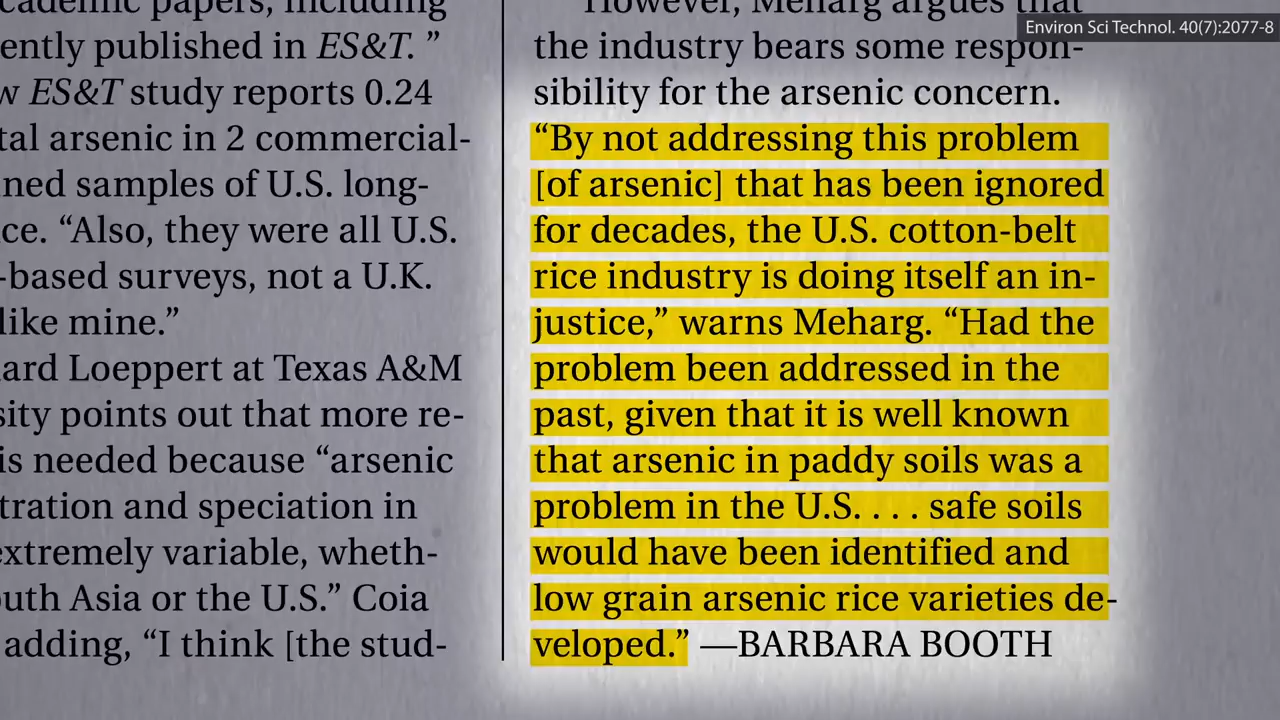 Environ Sci Technol. 40(7):2077-8
academic papers, including
ently published in ES&T. ”
ES&T study reports 0.24
tal arsenic in 2 commercial-
ned samples of U.S. long-
ce. “Also, they were all U.S.
-based surveys, not a U.K.
like mine.”
ard Loeppert at Texas A&M
sity points out that more re-
is needed because “arsenic
tration and speciation in
extremely variable, wheth-
outh Asia or the U.S.” Coia
adding, “I think [the stud-
However, Meharg argues that
the industry bears some respon-
sibility for the arsenic concern.
“By not addressing this problem
[of arsenic] that has been ignored
for decades, the U.S. cotton-belt
rice industry is doing itself an in-
justice,” warns Meharg. “Had the
problem been addressed in the
past, given that it is well known
that arsenic in paddy soils was a
problem in the U.S. . . . safe soils
would have been identified and
low grain arsenic rice varieties de-
veloped.” —BARBARA BOOTH